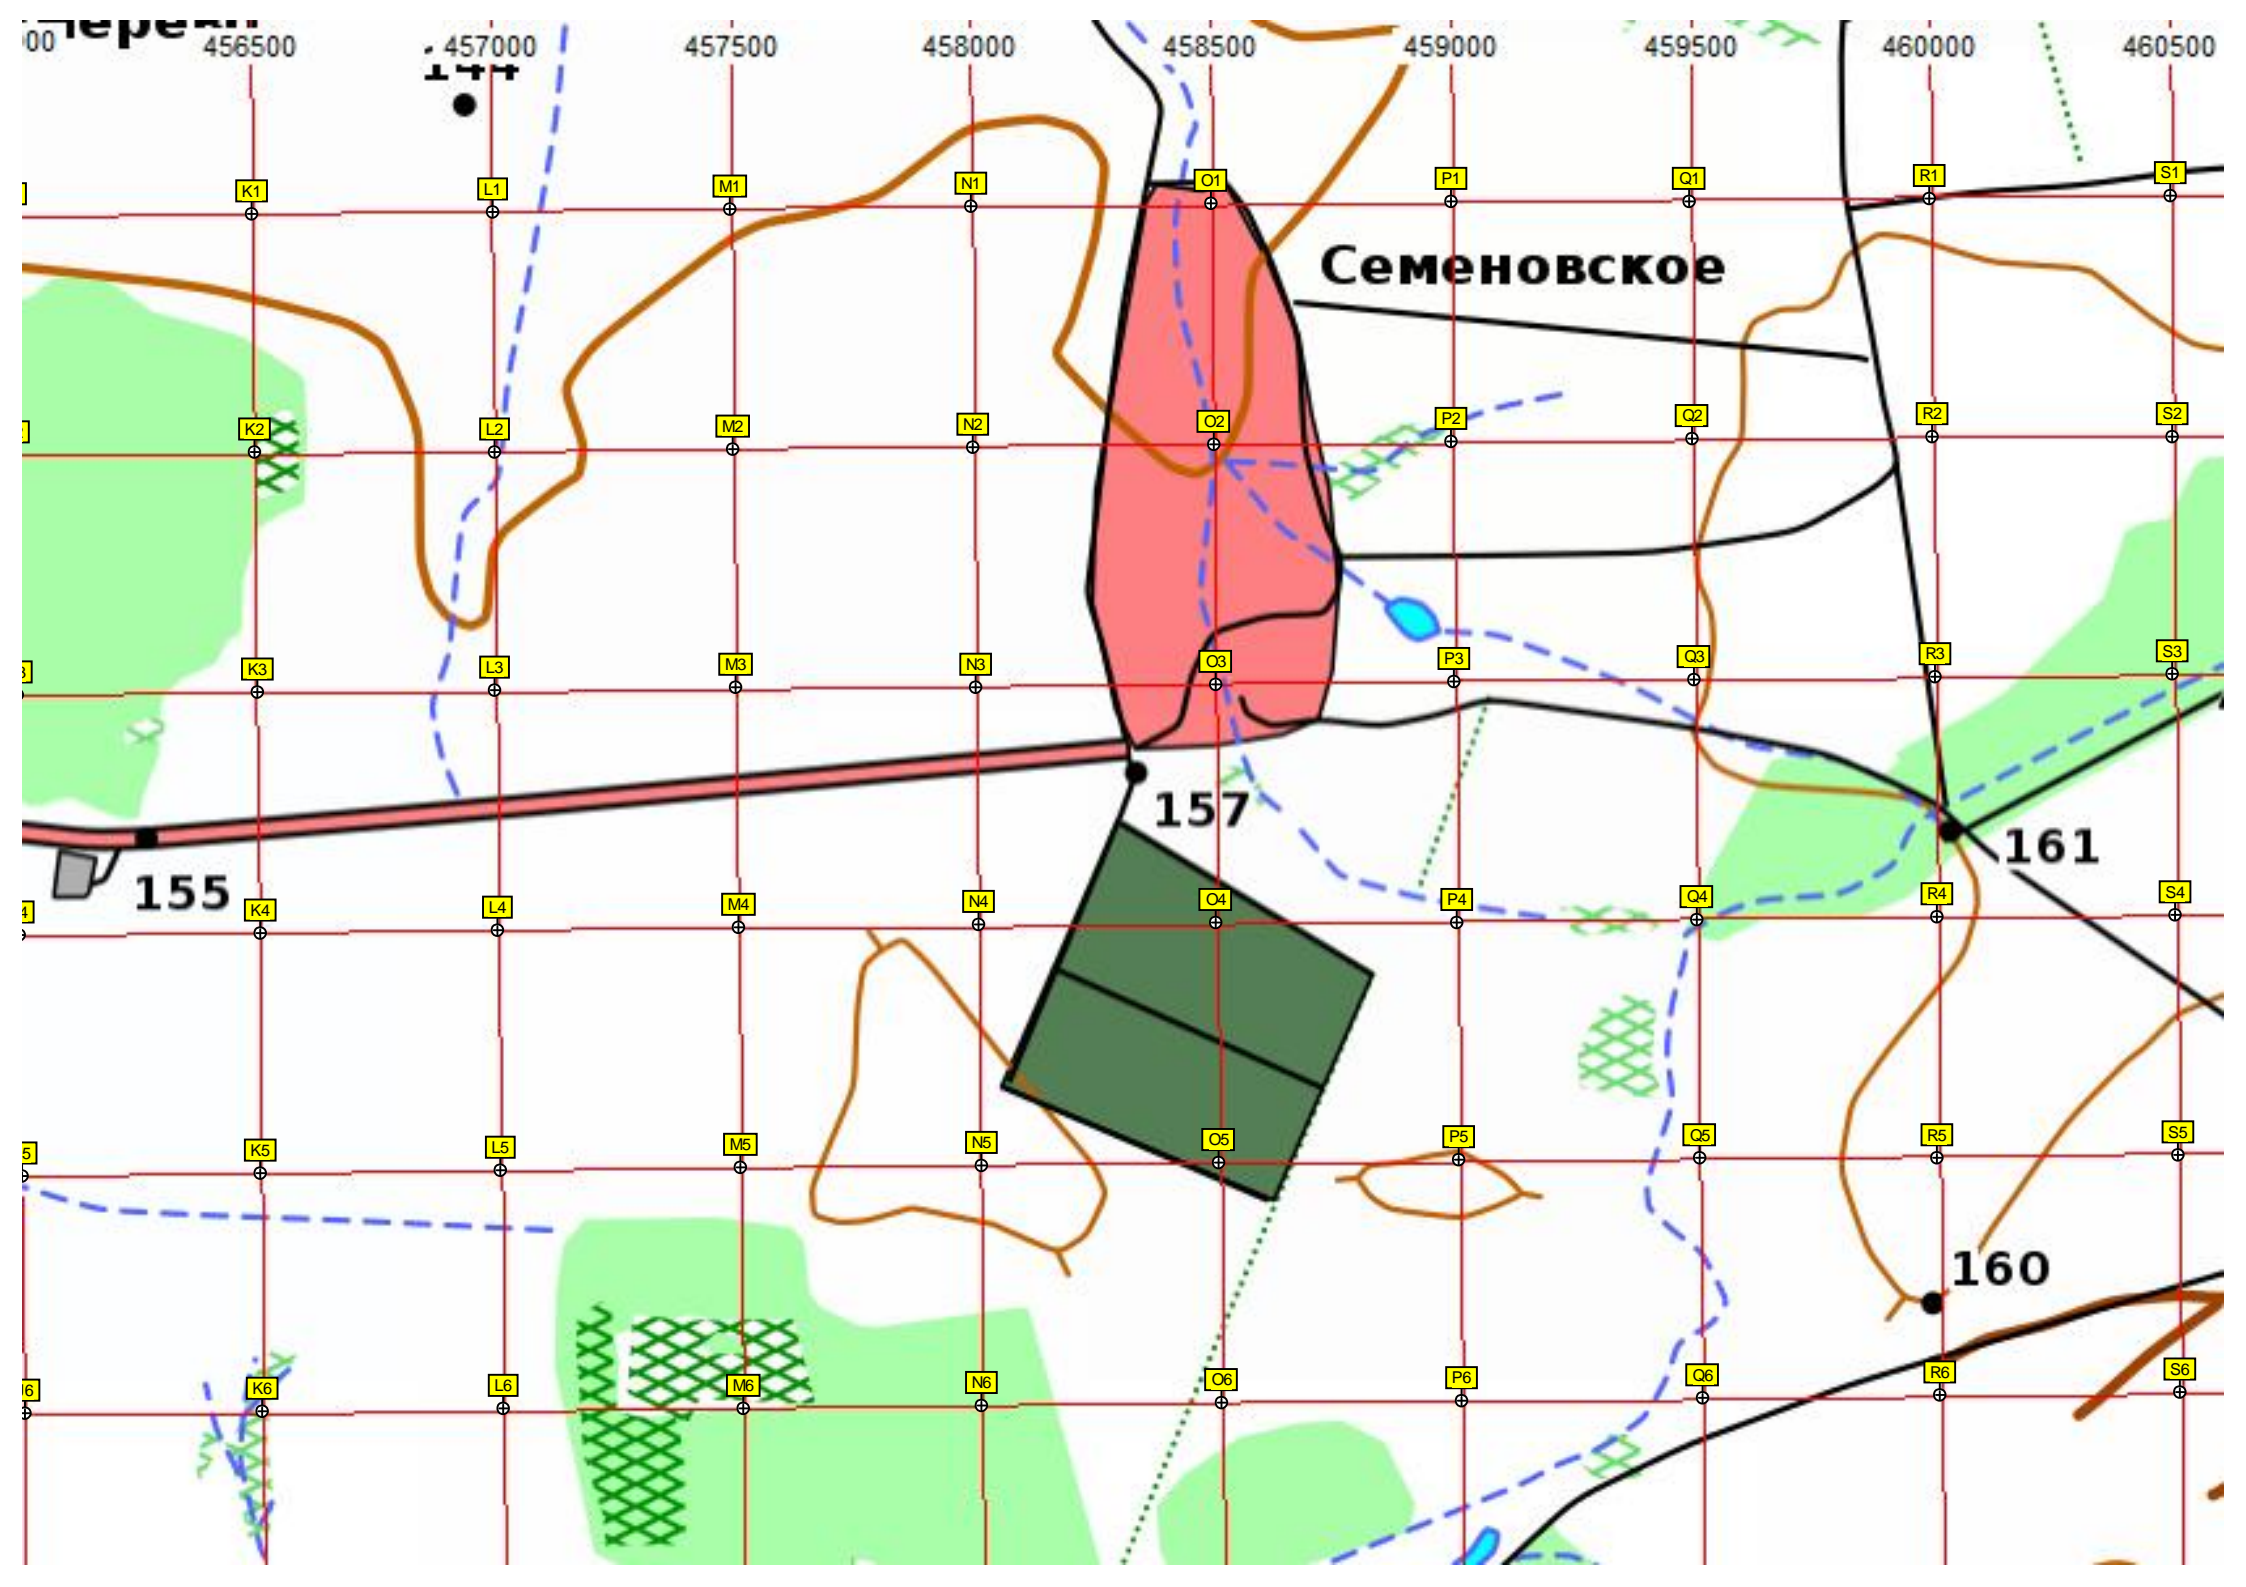 456500 457000 457500 458000 458500 459000 459500 460000 460500
144
K1 L1 M1 N1 O1 P1 Q1 R1 S1
Семеновское
K2 L2 M2 N2 O2 P2 Q2 R2 S2
K3 L3 M3 N3 O3 P3 Q3 R3 S3
157
161
155
K4 L4 M4 N4 O4 P4 Q4 R4 S4
K5 L5 M5 N5 O5 P5 Q5 R5 S5
160
K6 L6 M6 N6 O6 P6 Q6 R6 S6